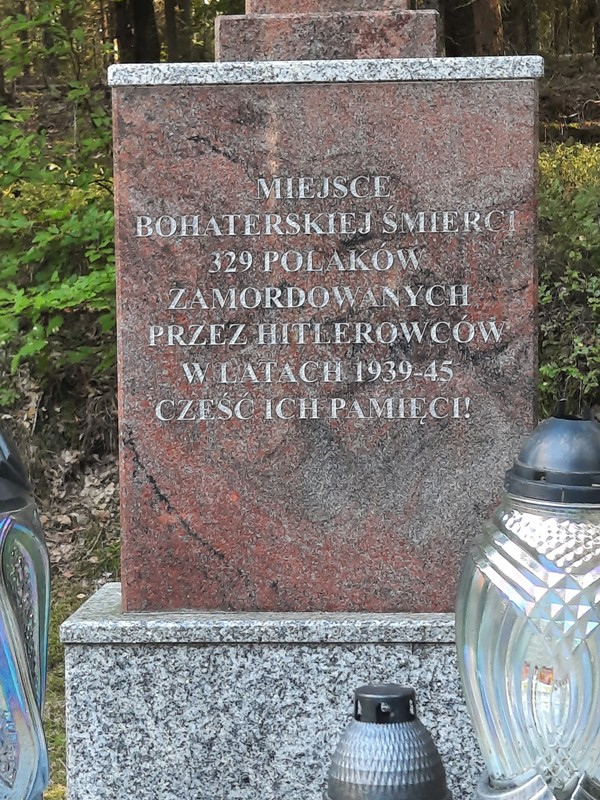 MIEJSCE
BOHATERSKIEJ ŚMIERCI
329 POLAKÓW
ZAMORDOWANYCH
PRZEZ HITLEROWCÓW
W LATACH 1939-45
CZEŚĆ ICH PAMIĘCI!